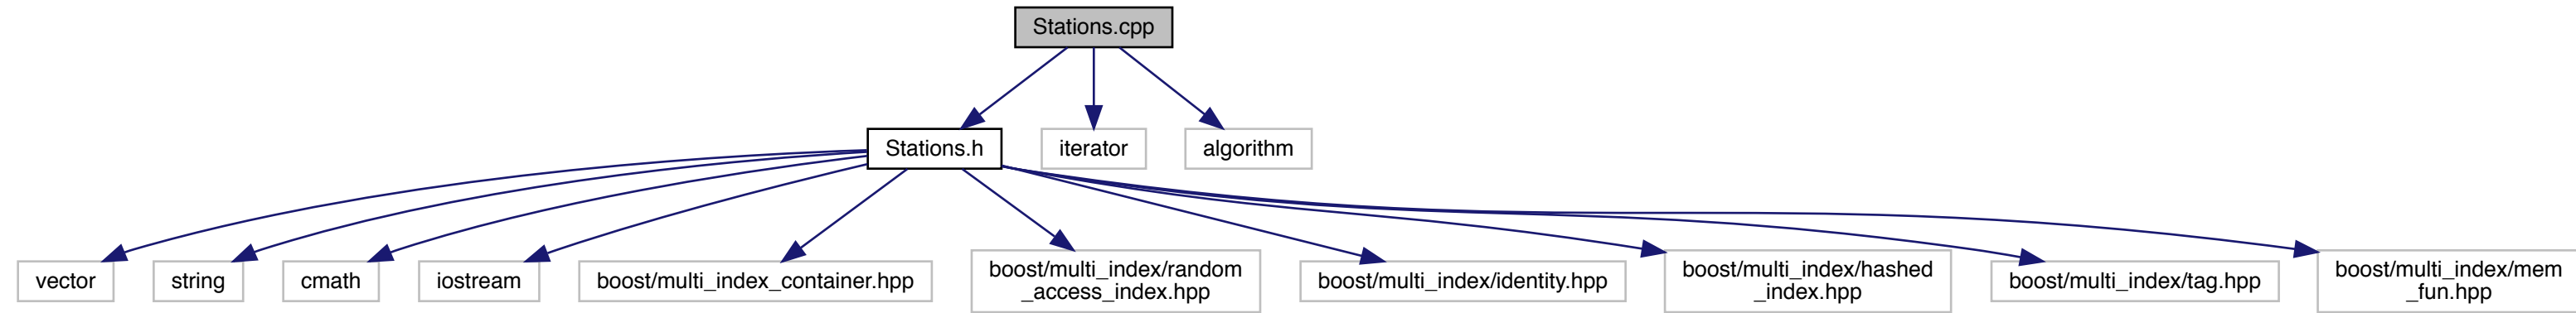 Stations.cpp
Stations.h
iterator
algorithm
vector
string
cmath
iostream
boost/multi_index_container.hpp
boost/multi_index/random
_access_index.hpp
boost/multi_index/identity.hpp
boost/multi_index/hashed
_index.hpp
boost/multi_index/tag.hpp
boost/multi_index/mem
_fun.hpp